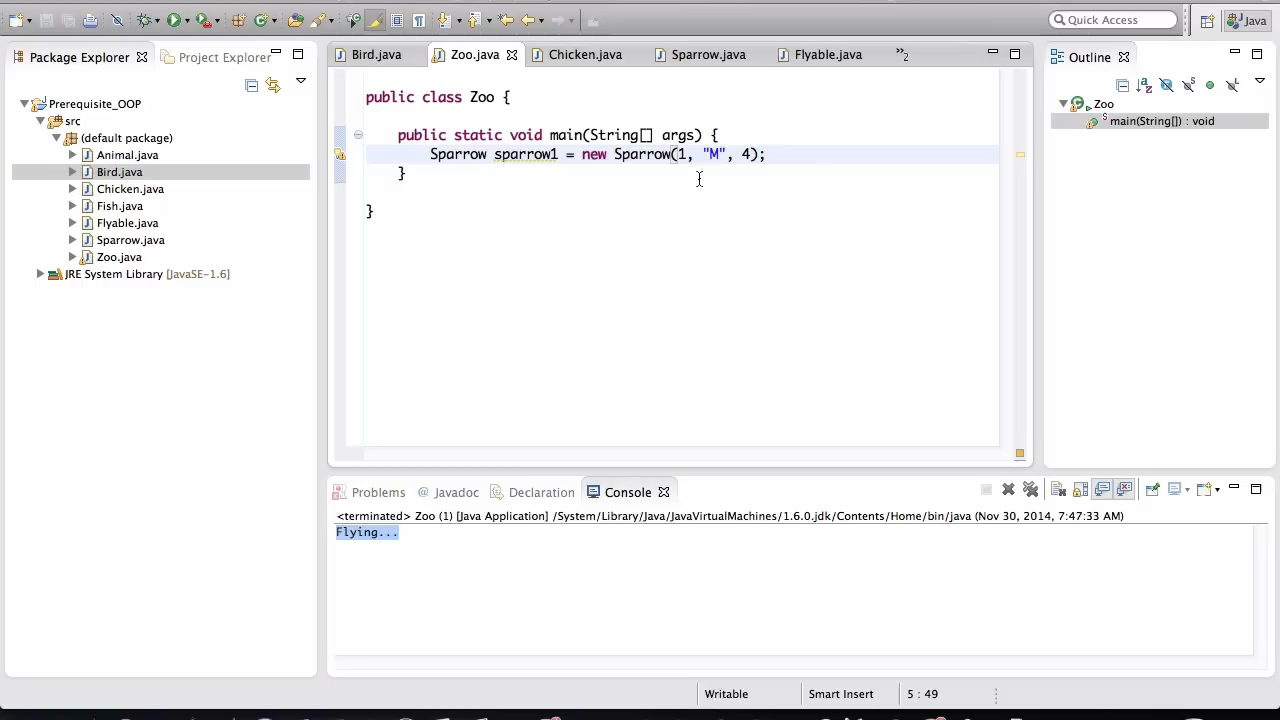 Quick Access
Java
Package Explorer
Project Explorer
Prerequisite_OOP
src
(default package)
Animal.java
Bird.java
Chicken.java
Fish.java
Flyable.java
Sparrow.java
Zoo.java
JRE System Library [JavaSE-1.6]
Bird.java
Zoo.java
Chicken.java
Sparrow.java
Flyable.java
»2
public class Zoo {
public static void main(String[] args) {
Sparrow sparrow1 = new Sparrow(1, "M", 4);
}
}
Outline
Zoo
main(String[]) : void
Problems
@ Javadoc
Declaration
Console
<terminated> Zoo (1) [Java Application] /System/Library/Java/JavaVirtualMachines/1.6.0.jdk/Contents/Home/bin/java (Nov 30, 2014, 7:47:33 AM)
Flying...
Writable
Smart Insert
5 : 49